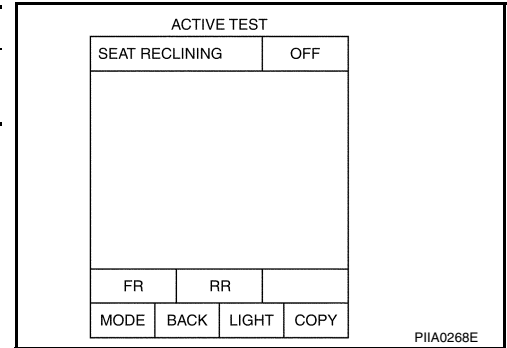 ACTIVE TEST
SEAT RECLINING OFF
FR RR
MODE BACK LIGHT COPY
PIIA0268E